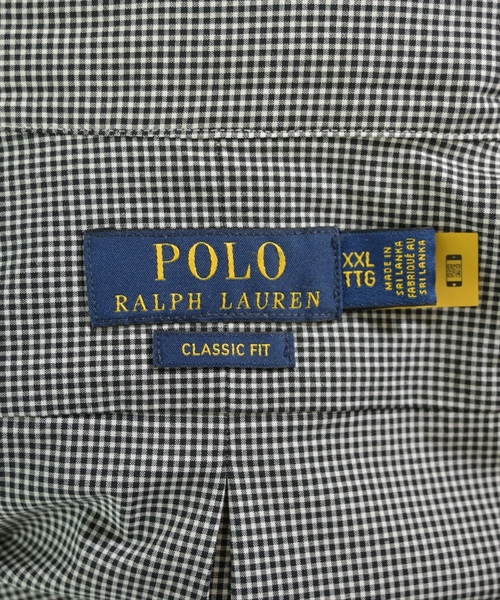 POLO
RALPH LAUREN
CLASSIC FIT
XXL
TTG
MADE IN
SRI LANKA
FABRIQUÉ AU
SRI LANKA